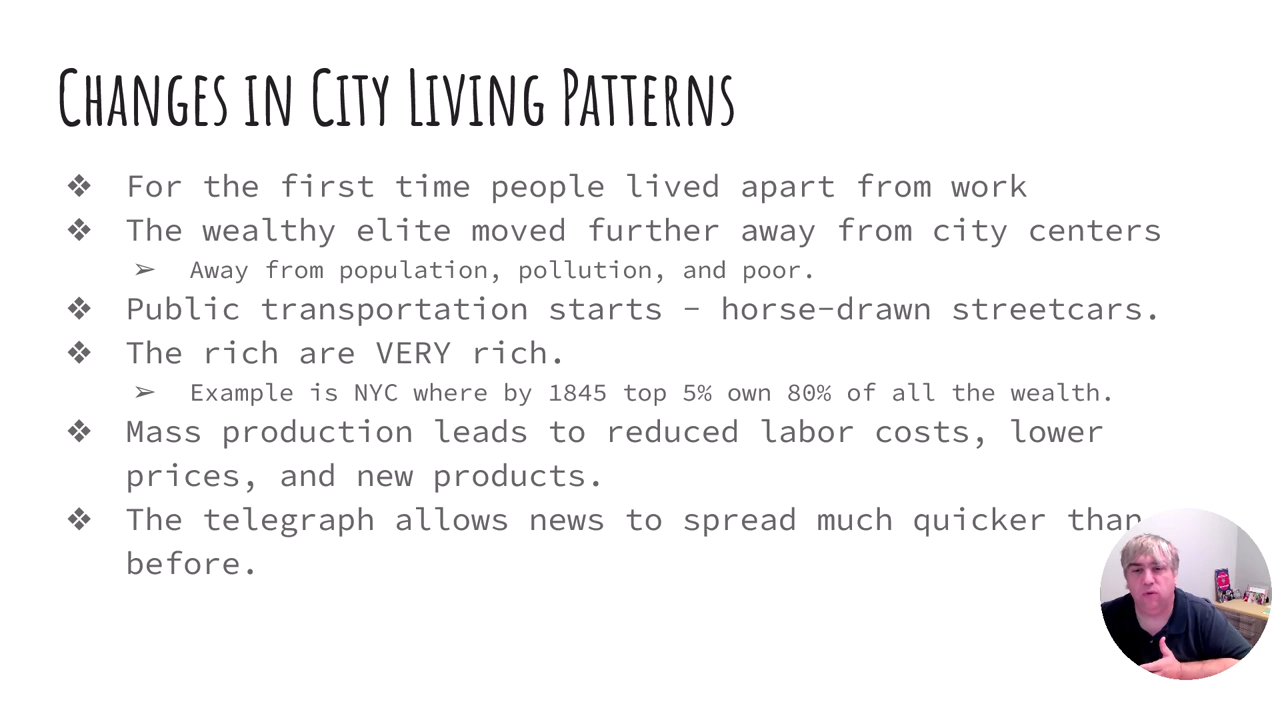 Changes in City Living Patterns
❖ For the first time people lived apart from work
❖ The wealthy elite moved further away from city centers
➢ Away from population, pollution, and poor.
❖ Public transportation starts – horse-drawn streetcars.
❖ The rich are VERY rich.
➢ Example is NYC where by 1845 top 5% own 80% of all the wealth.
❖ Mass production leads to reduced labor costs, lower
prices, and new products.
❖ The telegraph allows news to spread much quicker than
before.